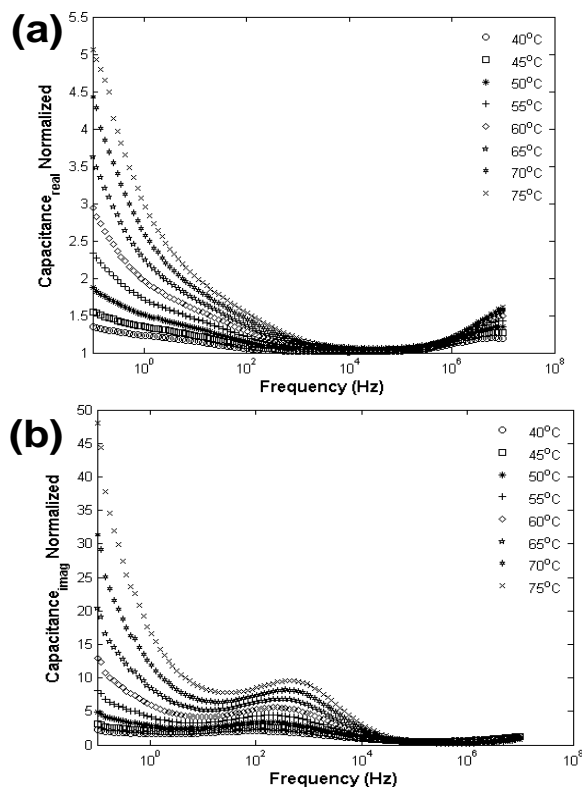 (a)
5.5
5
4.5
4
3.5
3
2.5
2
1.5
1
Capacitance_real Normalized
10^0
10^2
10^4
10^6
10^8
Frequency (Hz)
40°C
45°C
50°C
55°C
60°C
65°C
70°C
75°C
(b)
50
45
40
35
30
25
20
15
10
5
0
Capacitance_imag Normalized
10^0
10^2
10^4
10^6
10^8
Frequency (Hz)
40°C
45°C
50°C
55°C
60°C
65°C
70°C
75°C